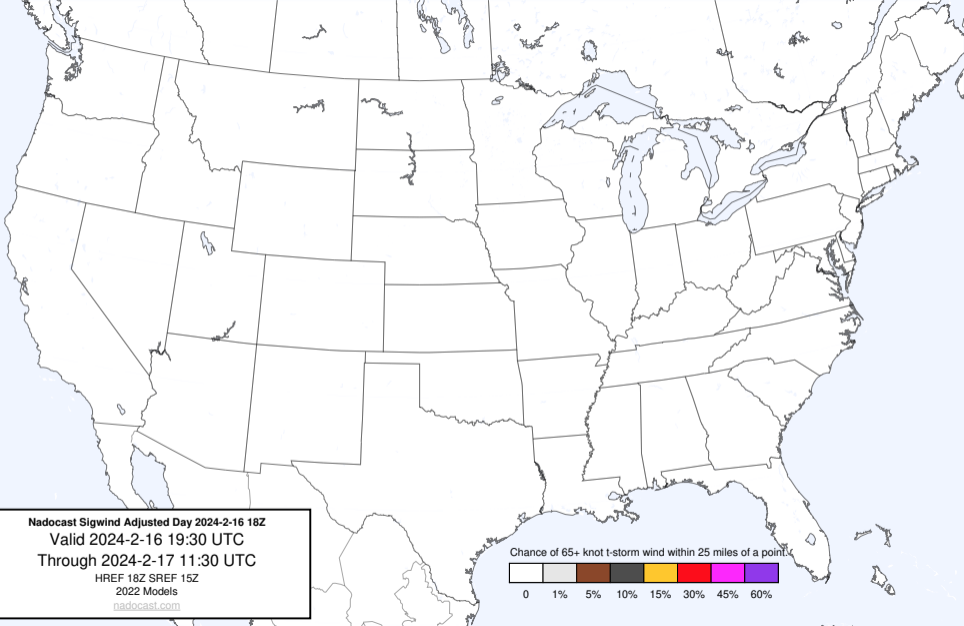 Nadocast Sigwind Adjusted Day 2024-2-16 18Z
Valid 2024-2-16 19:30 UTC
Through 2024-2-17 11:30 UTC
HREF 18Z SREF 15Z
2022 Models
nadocast.com
Chance of 65+ knot t-storm wind within 25 miles of a point.
0 1% 5% 10% 15% 30% 45% 60%